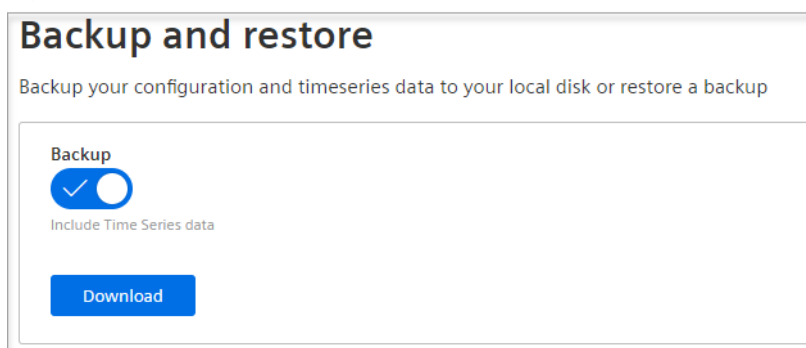 Backup and restore
Backup your configuration and timeseries data to your local disk or restore a backup
Backup
Include Time Series data
Download